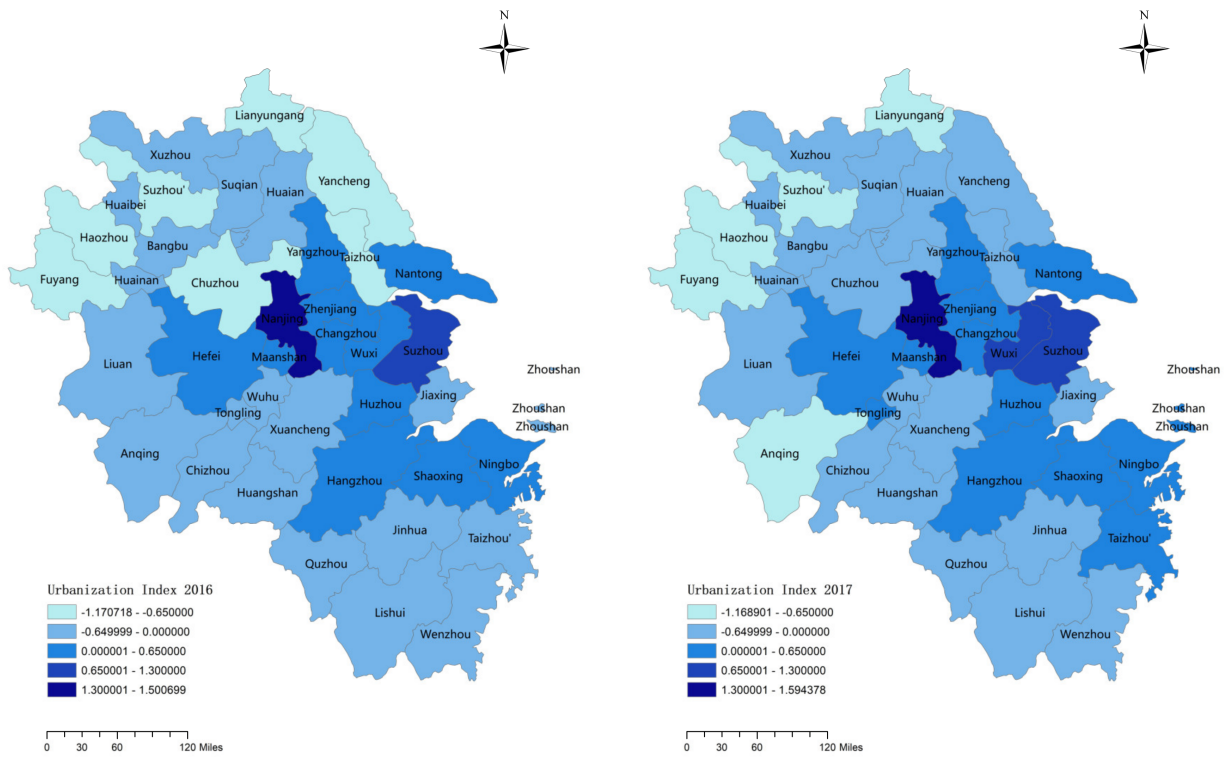 N
Lianyungang
Xuzhou
Suqian
Huaian
Yancheng
Suzhou'
Huaibei
Haozhou
Bangbu
Yangzhou
Taizhou
Nantong
Fuyang
Huainan
Chuzhou
Zhenjiang
Nanjing
Changzhou
Liuan
Hefei
Maanshan
Wuxi
Suzhou
Zhoushan
Wuhu
Tongling
Huzhou
Jiaxing
Zhoushan
Zhoushan
Xuancheng
Anqing
Chizhou
Huangshan
Hangzhou
Shaoxing
Ningbo
Jinhua
Taizhou'
Quzhou
Lishui
Wenzhou
Urbanization Index 2016
-1.170718 - -0.650000
-0.649999 - 0.000000
0.000001 - 0.650000
0.650001 - 1.300000
1.300001 - 1.500699
0 30 60 120 Miles
N
Lianyungang
Xuzhou
Suqian
Huaian
Yancheng
Suzhou'
Huaibei
Haozhou
Bangbu
Yangzhou
Taizhou
Nantong
Fuyang
Huainan
Chuzhou
Zhenjiang
Nanjing
Changzhou
Liuan
Hefei
Maanshan
Wuxi
Suzhou
Zhoushan
Wuhu
Tongling
Huzhou
Jiaxing
Zhoushan
Zhoushan
Xuancheng
Anqing
Chizhou
Huangshan
Hangzhou
Shaoxing
Ningbo
Jinhua
Taizhou'
Quzhou
Lishui
Wenzhou
Urbanization Index 2017
-1.168901 - -0.650000
-0.649999 - 0.000000
0.000001 - 0.650000
0.650001 - 1.300000
1.300001 - 1.594378
0 30 60 120 Miles